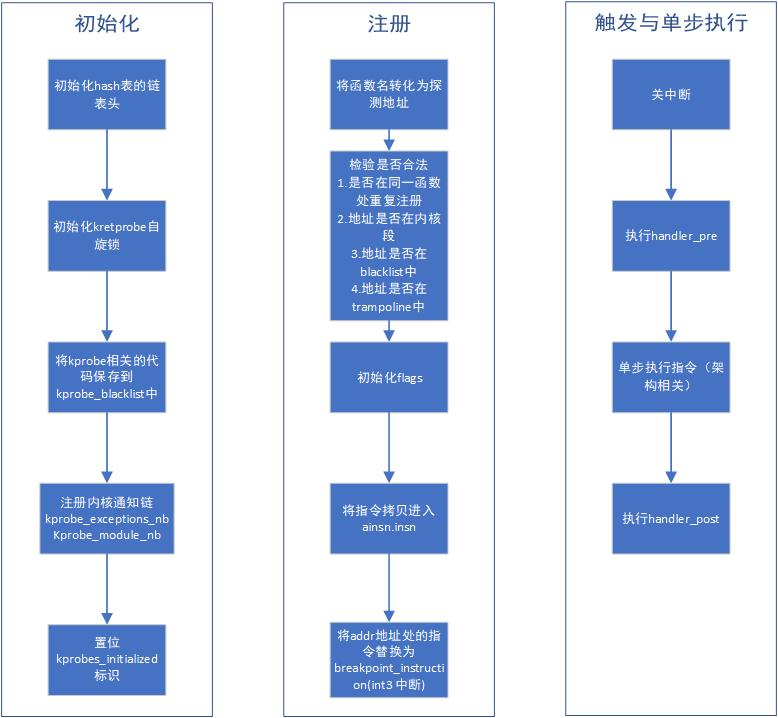 初始化
初始化hash表的链
表头
初始化kretprobe自
旋锁
将kprobe相关的代
码保存到
kprobe_blacklist中
注册内核通知链
kprobe_exceptions_nb
Kprobe_module_nb
置位
kprobes_initialized
标识
注册
将函数名转化为探
测地址
检验是否合法
1.是否在同一函数
处重复注册
2.地址是否在内核
段
3.地址是否在
blacklist中
4.地址是否在
trampoline中
初始化flags
将指令拷贝进入
ainsn.insn
将addr地址处的指
令替换为
breakpoint_instructi
on(int3 中断)
触发与单步执行
关中断
执行handler_pre
单步执行指令（架
构相关）
执行handler_post